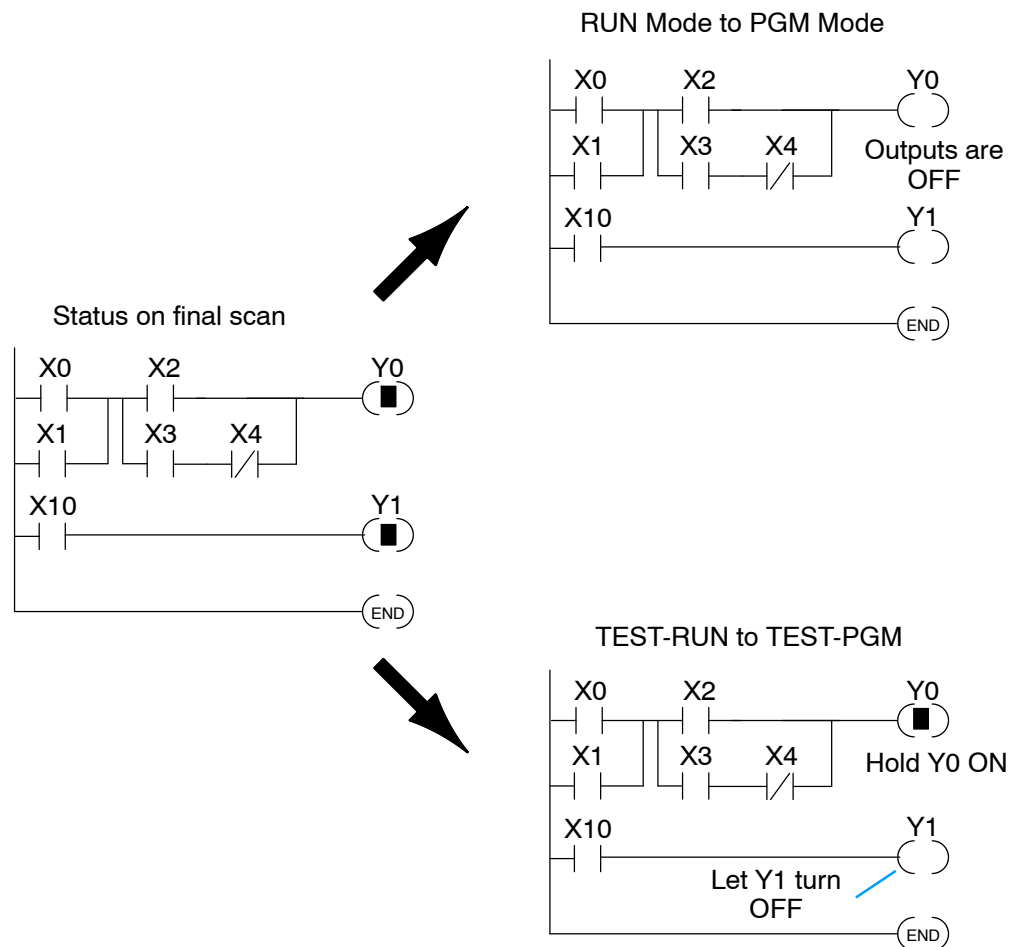 RUN Mode to PGM Mode
X0 X2 Y0
X1 X3 X4 Outputs are
OFF
X10 Y1
END
Status on final scan
X0 X2 Y0
X1 X3 X4
X10 Y1
END
TEST-RUN to TEST-PGM
X0 X2 Y0
X1 X3 X4 Hold Y0 ON
X10 Y1
Let Y1 turn
OFF
END